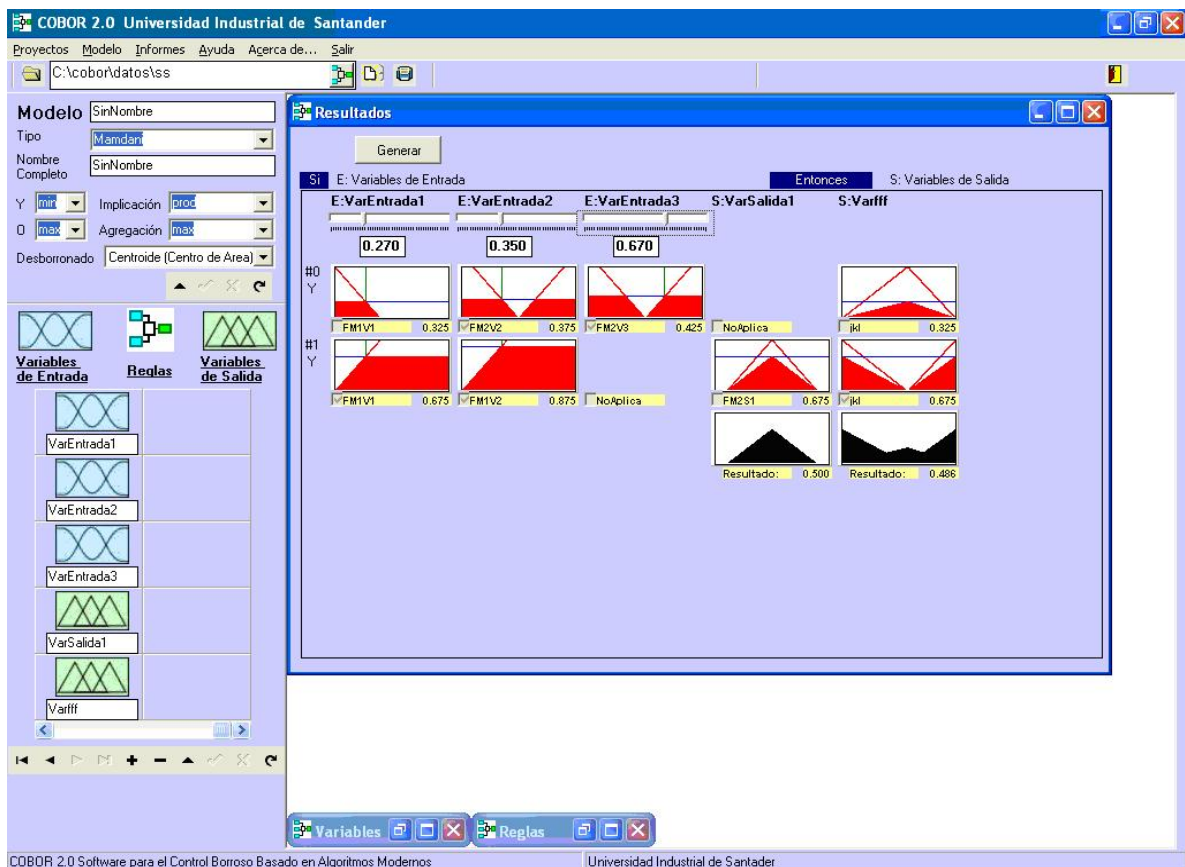 COBOR 2.0 Universidad Industrial de Santander
Proyectos Modelo Informes Ayuda Acerca de... Salir
C:\cobor\datos\ss
Modelo SinNombre
Tipo Mamdani
Nombre Completo SinNombre
Y min Implicación prod
O max Agregación max
Desborronado Centroide (Centro de Area)
Variables de Entrada
Reglas
Variables de Salida
VarEntrada1
VarEntrada2
VarEntrada3
VarSalida1
Varfff
Resultados
Generar
Si E: Variables de Entrada Entonces S: Variables de Salida
E:VarEntrada1 E:VarEntrada2 E:VarEntrada3 S:VarSalida1 S:Varfff
0.270 0.350 0.670
#0
Y
FM1V1 0.325 FM2V2 0.375 FM2V3 0.425 NoAplica jkl 0.325
#1
Y
FM1V1 0.675 FM1V2 0.875 NoAplica FM2S1 0.675 jkl 0.675
Resultado: 0.500 Resultado: 0.486
Variables Reglas
COBOR 2.0 Software para el Control Borroso Basado en Algoritmos Modernos Universidad Industrial de Santader